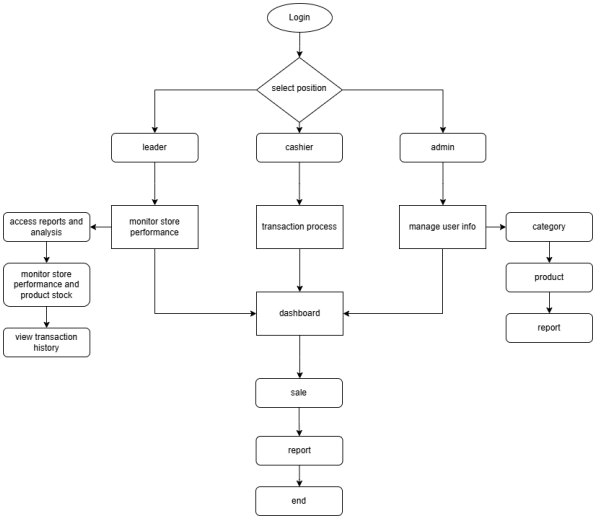 Login
select position
leader
cashier
admin
access reports and
analysis
monitor store
performance
transaction process
manage user info
category
monitor store
performance and
product stock
product
dashboard
view transaction
history
report
sale
report
end